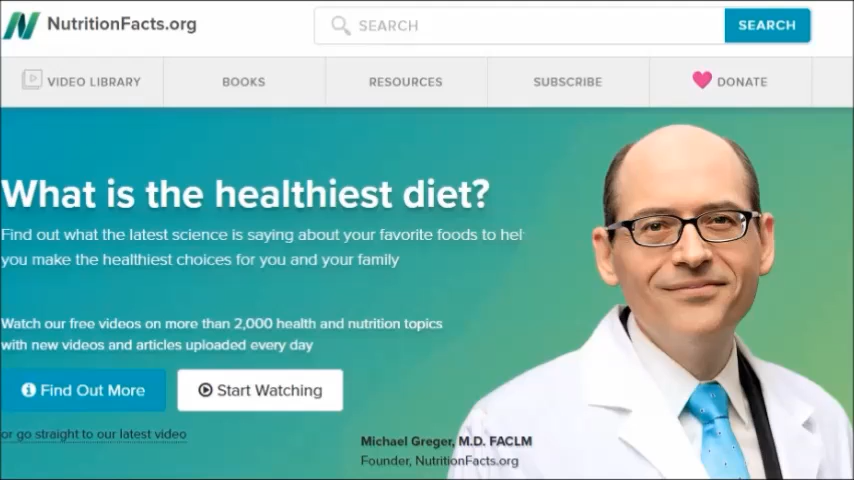 NutritionFacts.org
SEARCH
SEARCH
VIDEO LIBRARY
BOOKS
RESOURCES
SUBSCRIBE
DONATE
What is the healthiest diet?
Find out what the latest science is saying about your favorite foods to hel
you make the healthiest choices for you and your family
Watch our free videos on more than 2,000 health and nutrition topics
with new videos and articles uploaded every day
Find Out More
Start Watching
or go straight to our latest video
Michael Greger, M.D. FACLM
Founder, NutritionFacts.org